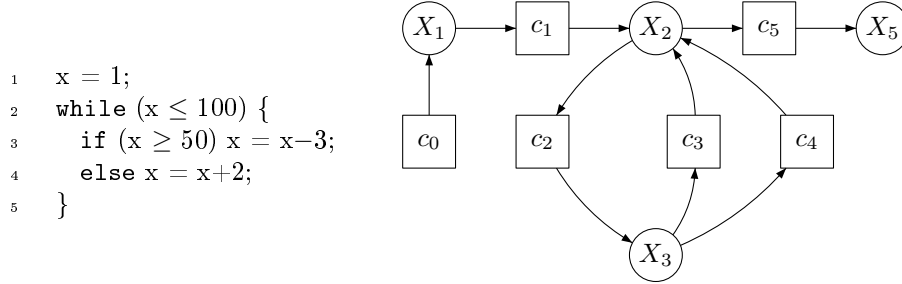 1 x = 1;
2 while (x ≤ 100) {
3 if (x ≥ 50) x = x−3;
4 else x = x+2;
5 }
X₁ c₁ X₂ c₅ X₅
c₀ c₂ c₃ c₄
X₃